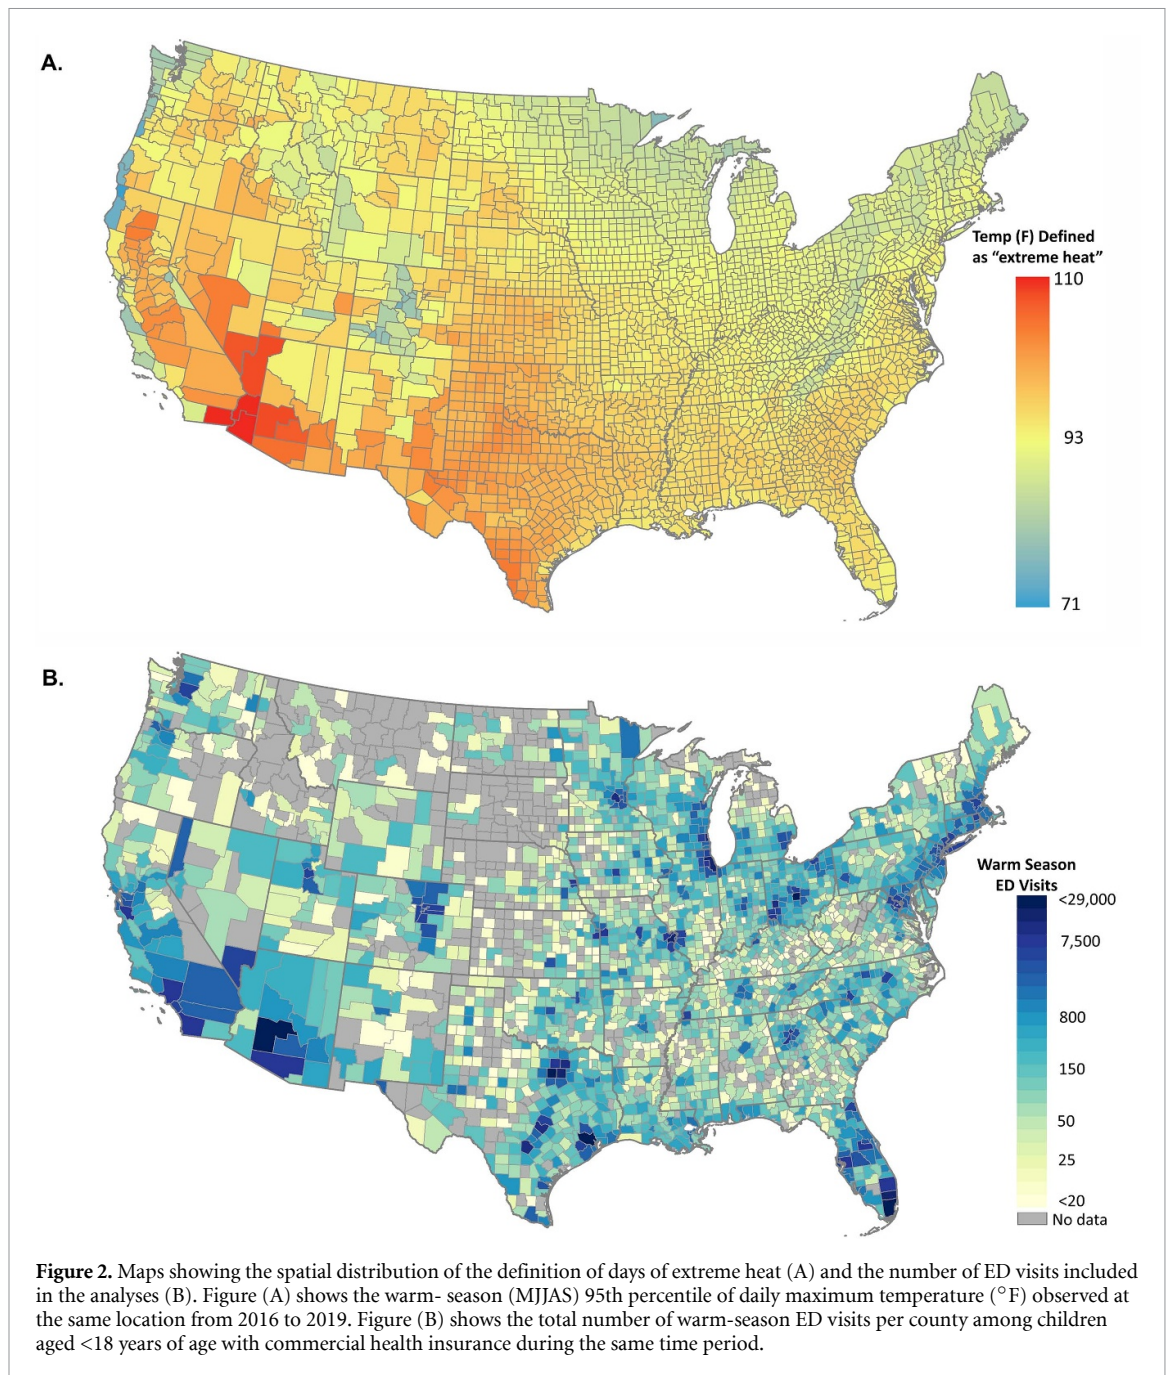 A.
Temp (F) Defined
as “extreme heat”
110
93
71
B.
Warm Season
ED Visits
<29,000
7,500
800
150
50
25
<20
No data
Figure 2. Maps showing the spatial distribution of the definition of days of extreme heat (A) and the number of ED visits included
in the analyses (B). Figure (A) shows the warm- season (MJJAS) 95th percentile of daily maximum temperature (°F) observed at
the same location from 2016 to 2019. Figure (B) shows the total number of warm-season ED visits per county among children
aged <18 years of age with commercial health insurance during the same time period.